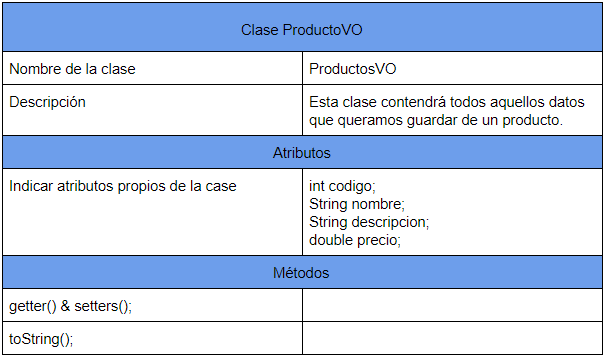 Clase ProductoVO
Nombre de la clase
ProductosVO
Descripción
Esta clase contendrá todos aquellos datos
que queramos guardar de un producto.
Atributos
Indicar atributos propios de la case
int codigo;
String nombre;
String descripcion;
double precio;
Métodos
getter() & setters();
toString();